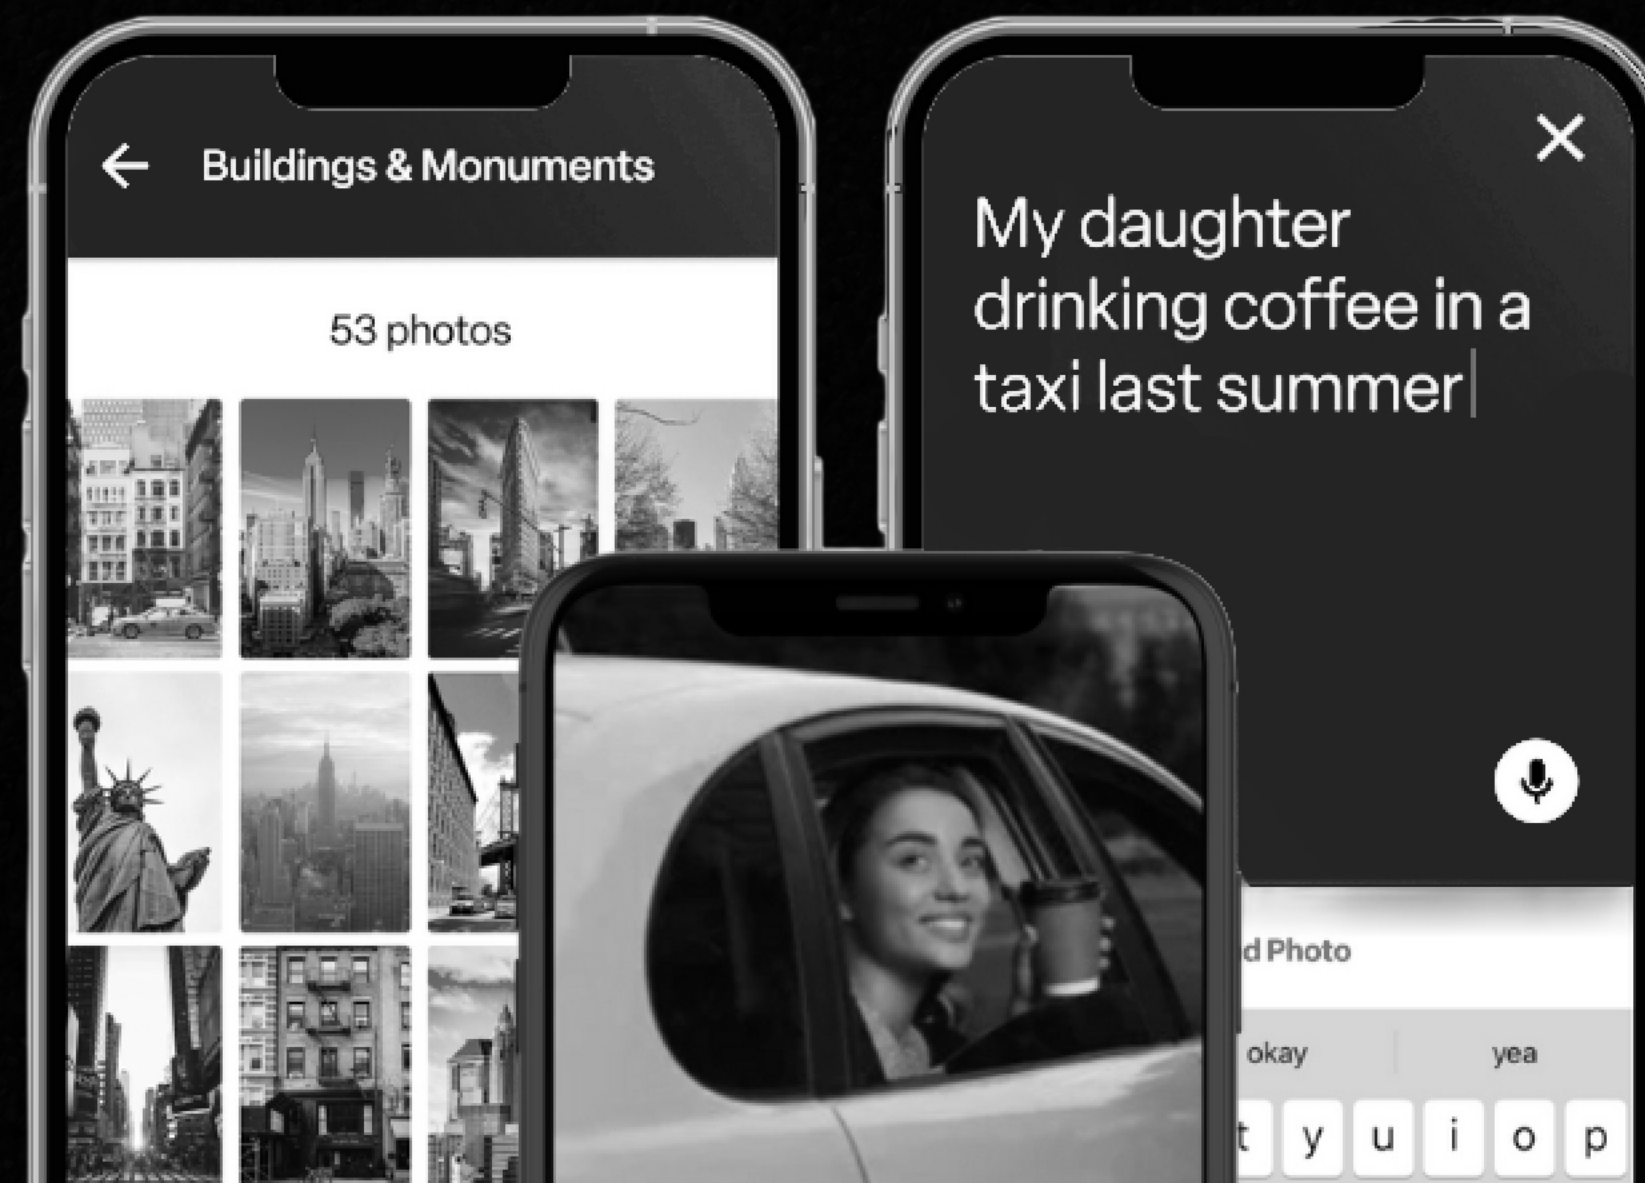 Buildings & Monuments
53 photos
My daughter
drinking coffee in a
taxi last summer
d Photo
okay yea
t y u i o p